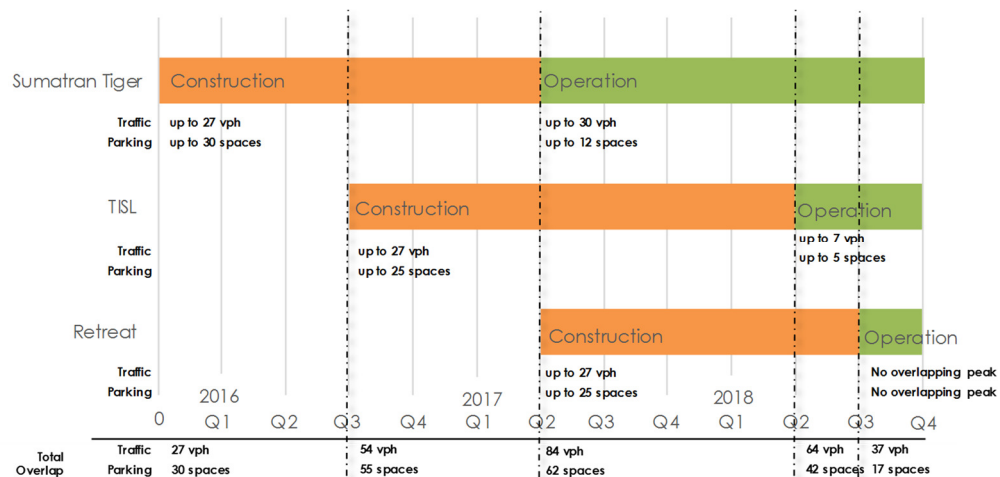 Sumatran Tiger
Construction
Operation
Traffic up to 27 vph up to 30 vph
Parking up to 30 spaces up to 12 spaces
TISL
Construction
Operation
Traffic up to 27 vph up to 7 vph
Parking up to 25 spaces up to 5 spaces
Retreat
Construction
Operation
Traffic up to 27 vph No overlapping peak
Parking up to 25 spaces No overlapping peak
2016 2017 2018
0 Q1 Q2 Q3 Q4 Q1 Q2 Q3 Q4 Q1 Q2 Q3 Q4
Total Overlap
Traffic 27 vph 54 vph 84 vph 64 vph 37 vph
Parking 30 spaces 55 spaces 62 spaces 42 spaces 17 spaces